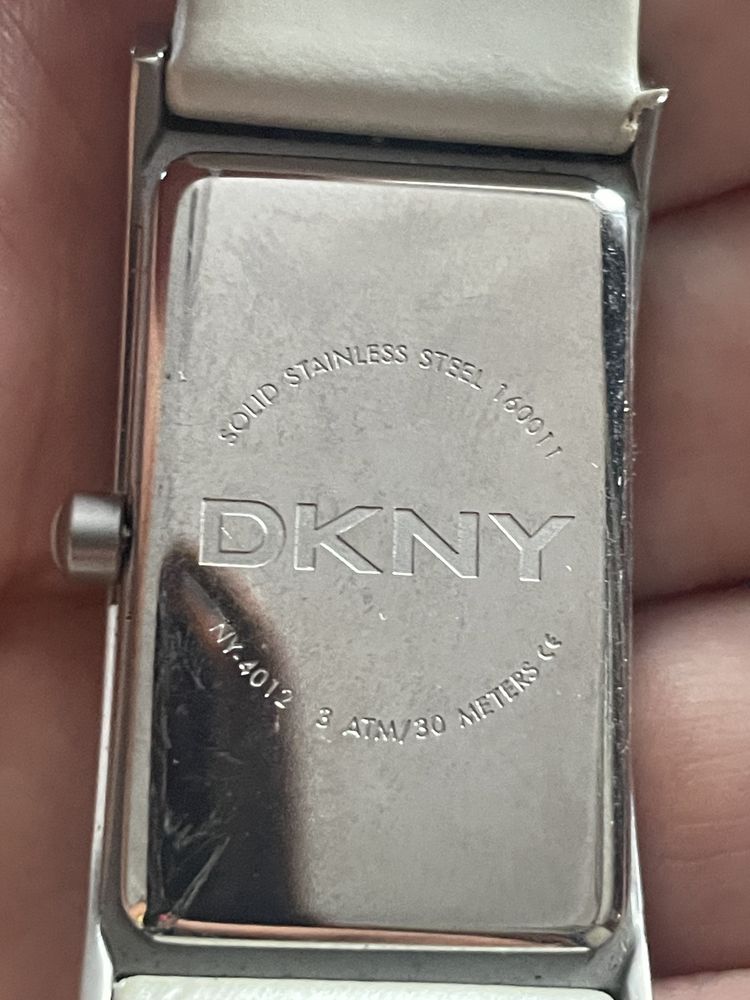 SOLID STAINLESS STEEL 160011
DKNY
NY-4012 3 ATM/30 METERS CE